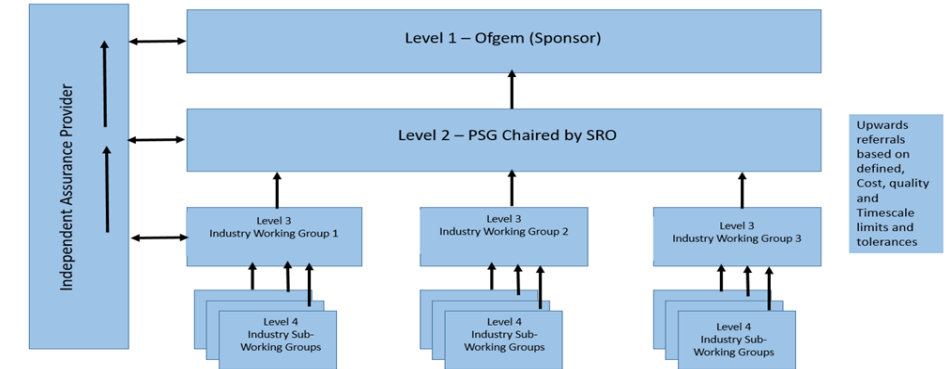 Independent Assurance Provider
Level 1 – Ofgem (Sponsor)
Level 2 – PSG Chaired by SRO
Level 3
Industry Working Group 1
Level 3
Industry Working Group 2
Level 3
Industry Working Group 3
Level 4
Industry Sub-
Working Groups
Level 4
Industry Sub-
Working Groups
Level 4
Industry Sub-
Working Groups
Upwards
referrals
based on
defined,
Cost, quality
and
Timescale
limits and
tolerances